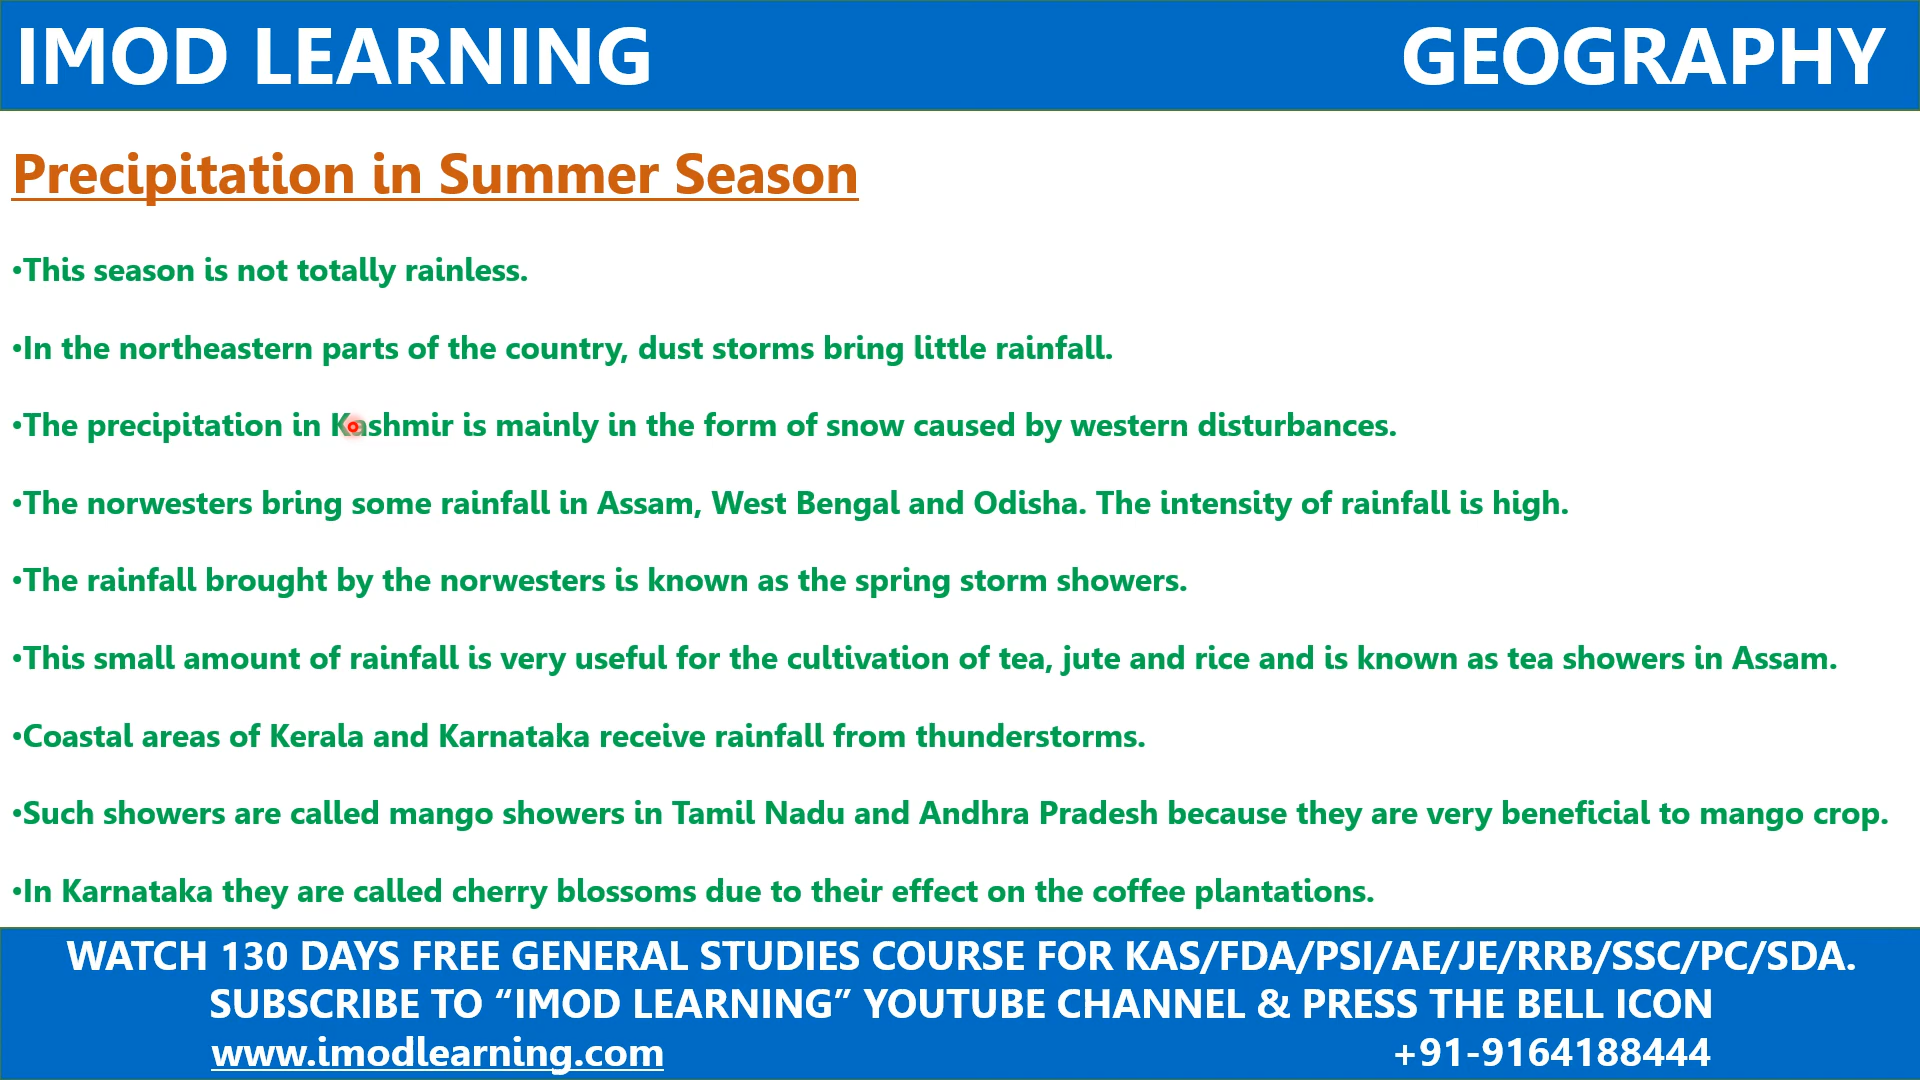 IMOD LEARNING GEOGRAPHY
Precipitation in Summer Season
•This season is not totally rainless.
•In the northeastern parts of the country, dust storms bring little rainfall.
•The precipitation in Kashmir is mainly in the form of snow caused by western disturbances.
•The norwesters bring some rainfall in Assam, West Bengal and Odisha. The intensity of rainfall is high.
•The rainfall brought by the norwesters is known as the spring storm showers.
•This small amount of rainfall is very useful for the cultivation of tea, jute and rice and is known as tea showers in Assam.
•Coastal areas of Kerala and Karnataka receive rainfall from thunderstorms.
•Such showers are called mango showers in Tamil Nadu and Andhra Pradesh because they are very beneficial to mango crop.
•In Karnataka they are called cherry blossoms due to their effect on the coffee plantations.
WATCH 130 DAYS FREE GENERAL STUDIES COURSE FOR KAS/FDA/PSI/AE/JE/RRB/SSC/PC/SDA.
SUBSCRIBE TO “IMOD LEARNING” YOUTUBE CHANNEL & PRESS THE BELL ICON
www.imodlearning.com +91-9164188444